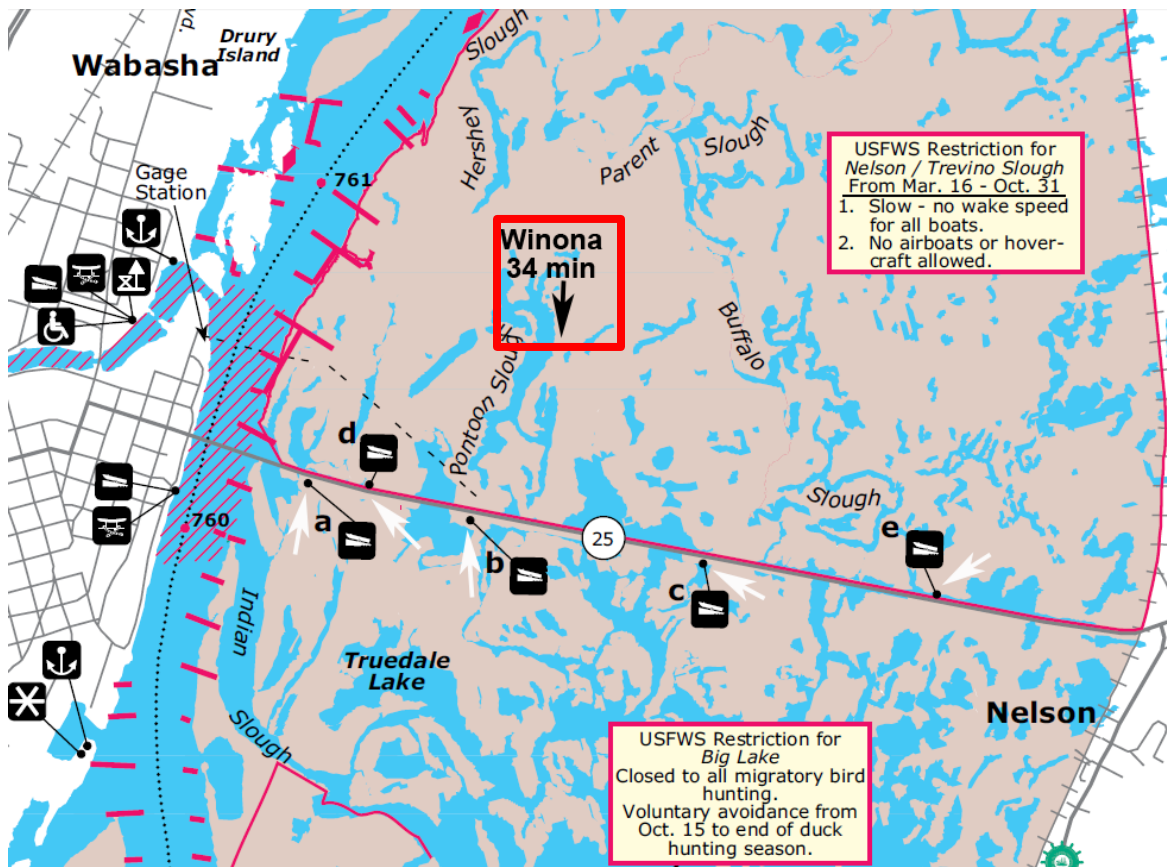 vd.
Drury
Island
Wabasha
Slough
Hershey
Parent
Slough
USFWS Restriction for
Nelson / Trevino Slough
From Mar. 16 - Oct. 31
1. Slow - no wake speed
for all boats.
2. No airboats or hover-
craft allowed.
Gage
Station
761
Winona
34 min
Buffalo
Pontoon Slough
d
a
b
25
Slough
e
c
760
Indian
Slough
Truedale
Lake
Nelson
USFWS Restriction for
Big Lake
Closed to all migratory bird
hunting.
Voluntary avoidance from
Oct. 15 to end of duck
hunting season.